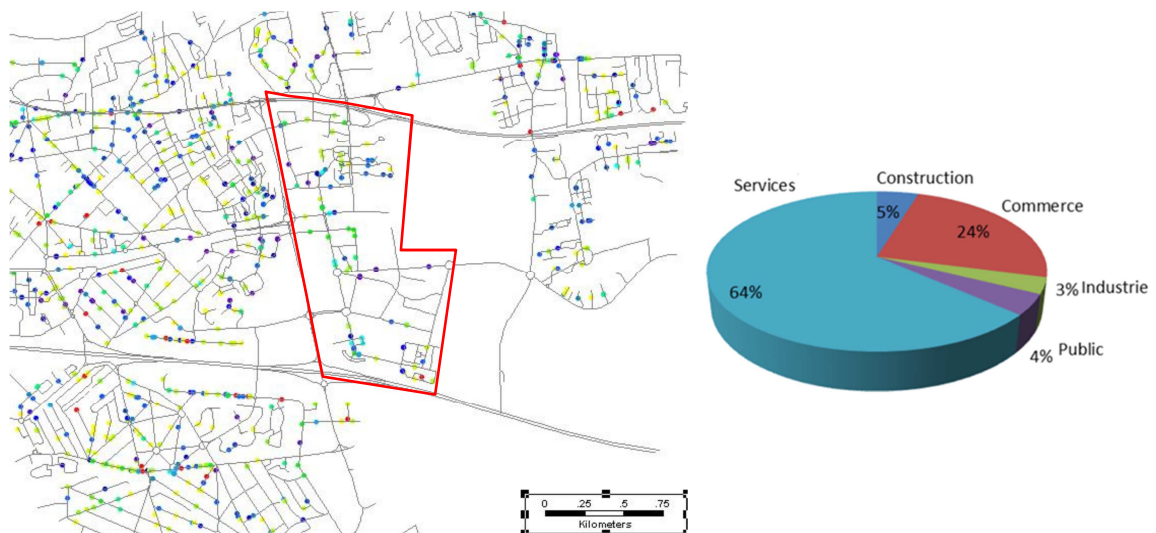 Services
Construction
5%
Commerce
24%
64%
3% Industrie
4% Public
0 .25 .5 .75
Kilometers